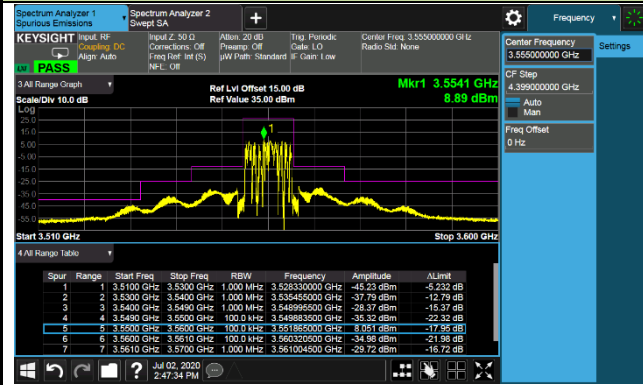 Spectrum Analyzer 1
Spurious Emissions
Spectrum Analyzer 2
Swept SA
+
Frequency
KEYSIGHT
Input: RF
Coupling: DC
Align: Auto
Input Z: 50 Ω
Corrections: Off
Freq Ref: Int (S)
NFE: Off
Atten: 20 dB
Preamp: Off
µW Path: Standard
Trig: Periodic
Gate: LO
IF Gain: Low
Center Freq: 3.555000000 GHz
Radio Std: None
PASS
Center Frequency
3.555000000 GHz
Settings
CF Step
4.399000000 GHz
Auto
Man
Freq Offset
0 Hz
3 All Range Graph
Ref Lvl Offset 15.00 dB
Mkr1 3.5541 GHz
Scale/Div 10.0 dB
Ref Value 35.00 dBm
8.89 dBm
Log
25.0
15.0
5.00
-5.00
-15.0
-25.0
-35.0
-45.0
-55.0
1
Start 3.510 GHz
Stop 3.600 GHz
4 All Range Table
Spur Range Start Freq Stop Freq RBW Frequency Amplitude ΔLimit
1 1 3.5100 GHz 3.5300 GHz 1.000 MHz 3.528330000 GHz -45.23 dBm -5.232 dB
2 2 3.5300 GHz 3.5400 GHz 1.000 MHz 3.535455000 GHz -37.79 dBm -12.79 dB
3 3 3.5400 GHz 3.5490 GHz 1.000 MHz 3.548995500 GHz -28.37 dBm -15.37 dB
4 4 3.5490 GHz 3.5500 GHz 100.0 kHz 3.549883500 GHz -35.32 dBm -22.32 dB
5 5 3.5500 GHz 3.5600 GHz 100.0 kHz 3.551865000 GHz 8.051 dBm -17.95 dB
6 6 3.5600 GHz 3.5610 GHz 100.0 kHz 3.560320500 GHz -34.98 dBm -21.98 dB
7 7 3.5610 GHz 3.5700 GHz 1.000 MHz 3.561004500 GHz -29.72 dBm -16.72 dB
?
Jul 02, 2020
2:47:34 PM